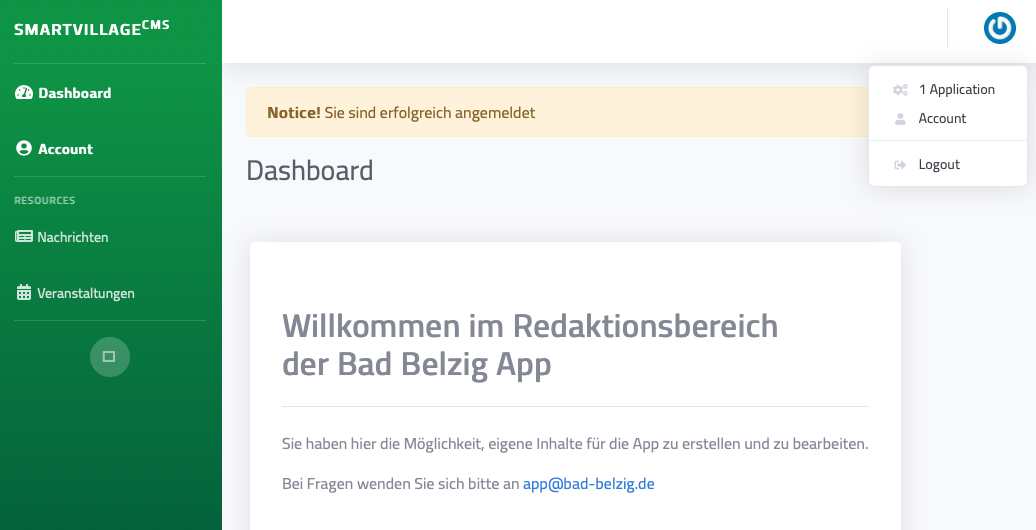 SMARTVILLAGECMS
Dashboard
Account
RESOURCES
Nachrichten
Veranstaltungen
1 Application
Account
Logout
Notice! Sie sind erfolgreich angemeldet
Dashboard
Willkommen im Redaktionsbereich
der Bad Belzig App
Sie haben hier die Möglichkeit, eigene Inhalte für die App zu erstellen und zu bearbeiten.
Bei Fragen wenden Sie sich bitte an app@bad-belzig.de